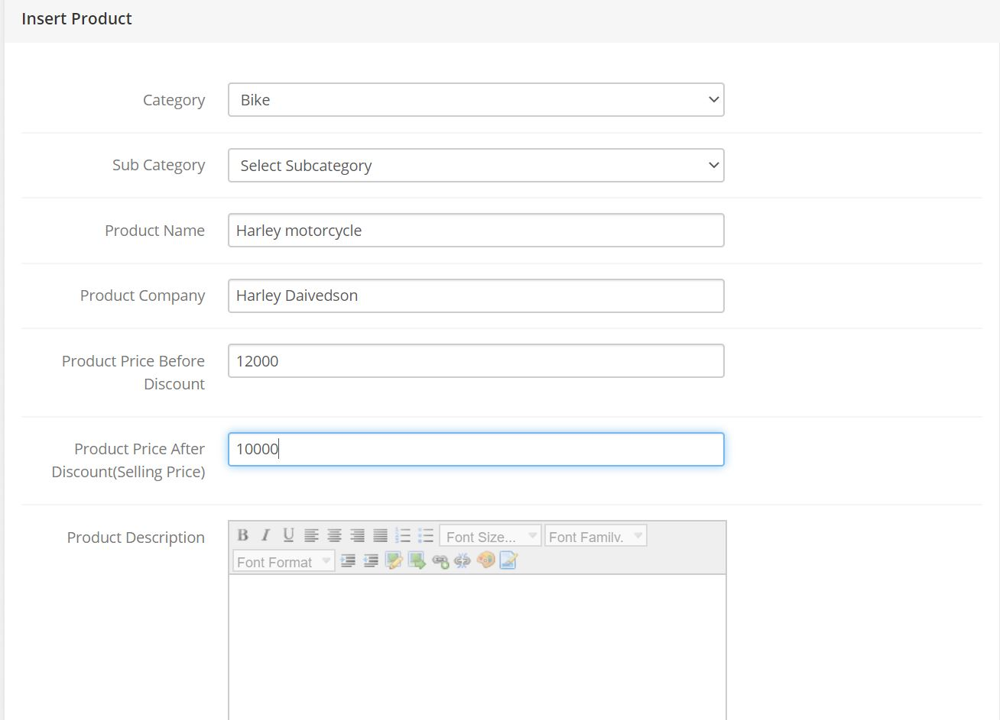 Insert Product
Category
Bike
Sub Category
Select Subcategory
Product Name
Harley motorcycle
Product Company
Harley Daivedson
Product Price Before
Discount
12000
Product Price After
Discount(Selling Price)
10000
Product Description
B I U
Font Size...
Font Family.
Font Format